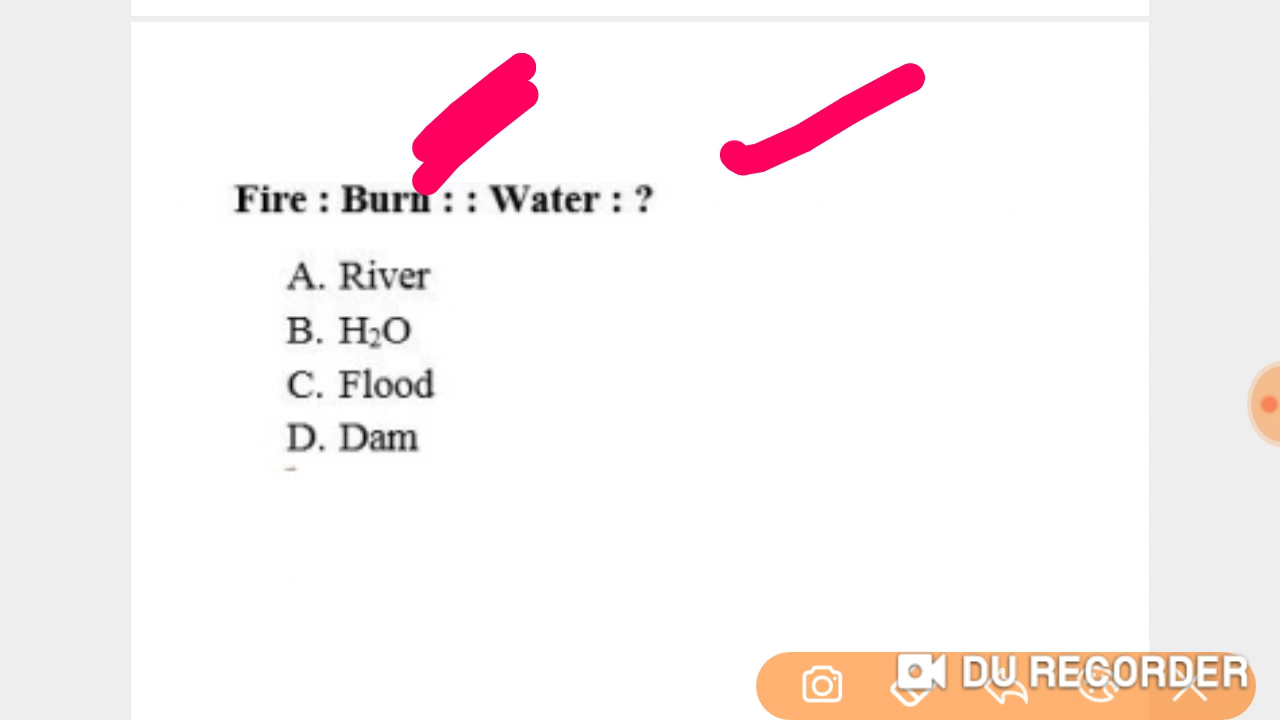 Fire : Burn : : Water : ?
A. River
B. H₂O
C. Flood
D. Dam
DU RECORDER